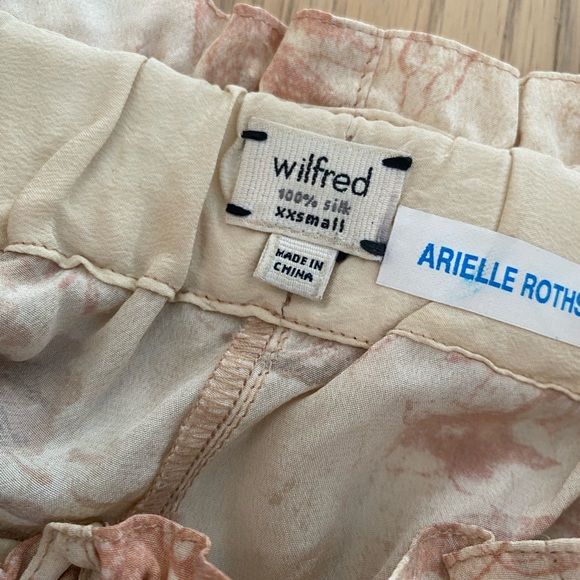 wilfred
100% silk
xxsmall
MADE IN
CHINA
ARIELLE ROTHS